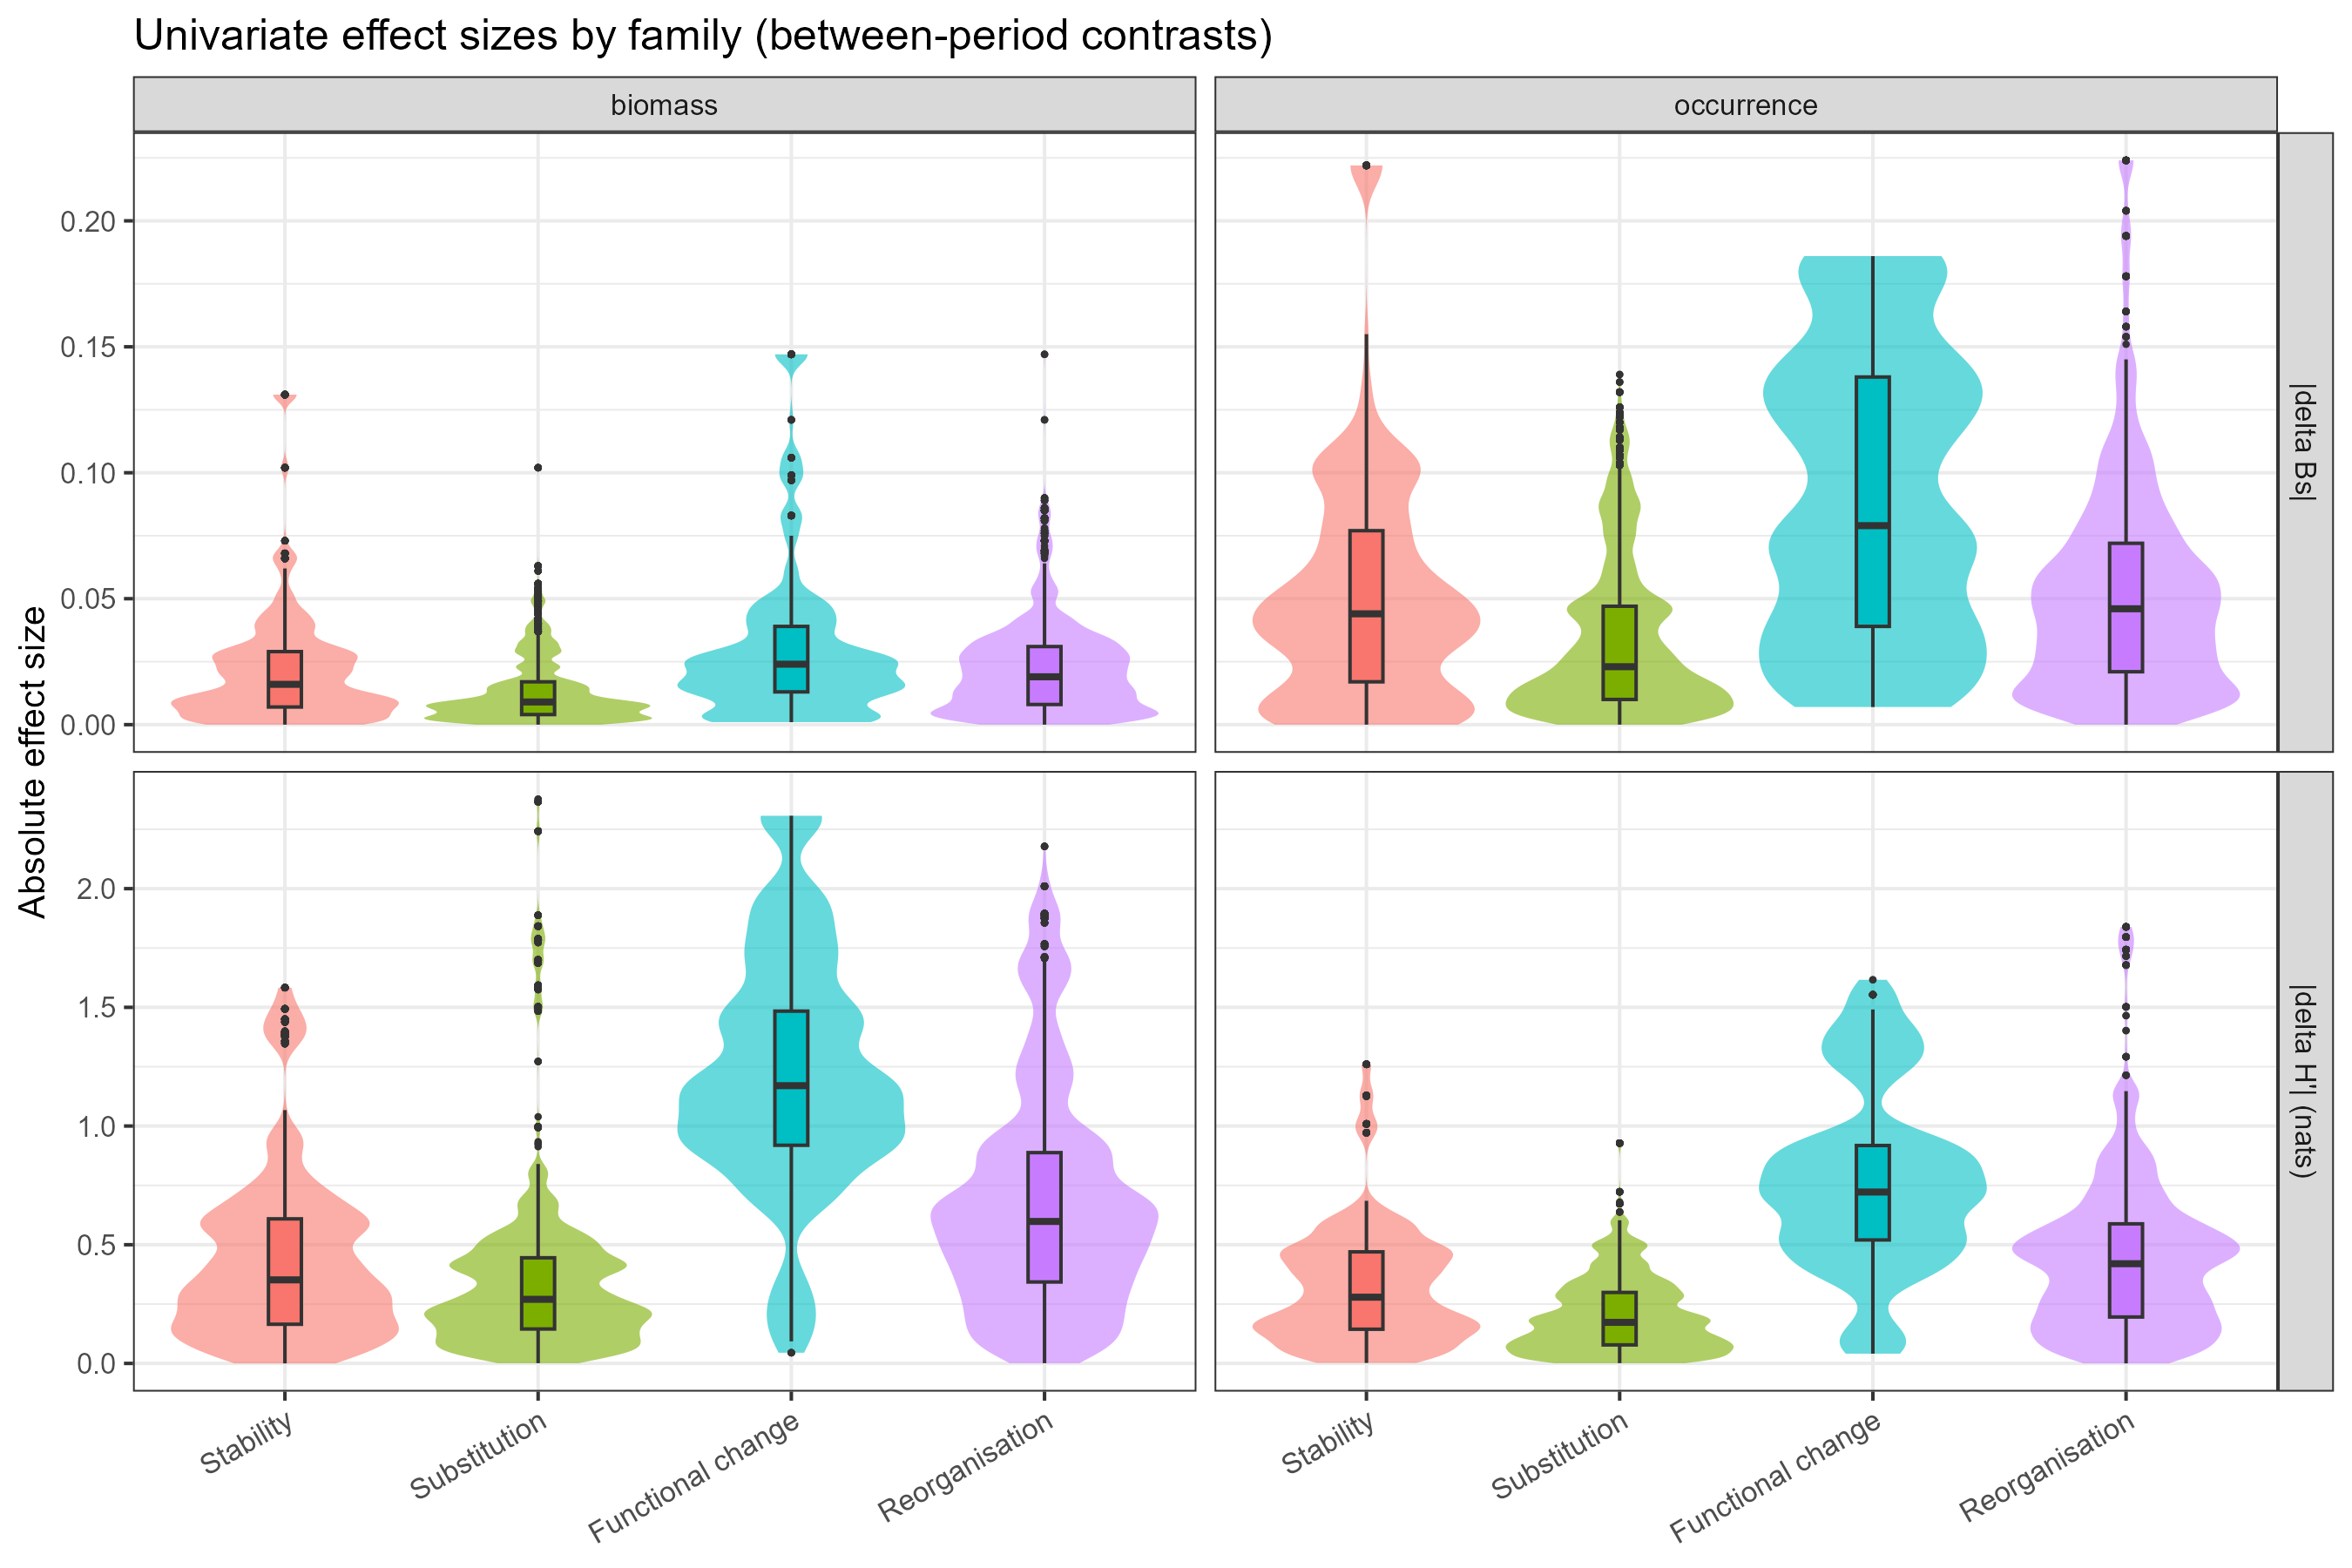 Univariate effect sizes by family (between-period contrasts)
biomass
occurrence
Absolute effect size
0.20
0.15
0.10
0.05
0.00
|delta Bs|
2.0
1.5
1.0
0.5
0.0
|delta H'| (nats)
Stability
Substitution
Functional change
Reorganisation
Stability
Substitution
Functional change
Reorganisation